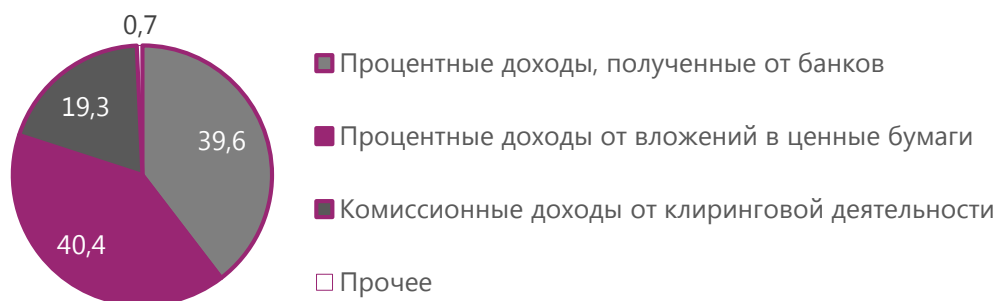 0,7
19,3
39,6
40,4
Процентные доходы, полученные от банков
Процентные доходы от вложений в ценные бумаги
Комиссионные доходы от клиринговой деятельности
Прочее